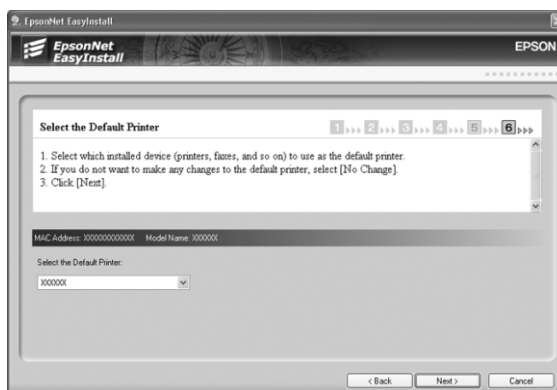 EpsonNet EasyInstall
EpsonNet
EasyInstall
EPSON
Select the Default Printer
1 2 3 4 5 6
1. Select which installed device (printers, faxes, and so on) to use as the default printer.
2. If you do not want to make any changes to the default printer, select [No Change].
3. Click [Next].
MAC Address: XXXXXXXXXXXX Model Name: XXXXXX
Select the Default Printer:
XXXXXX
< Back Next > Cancel